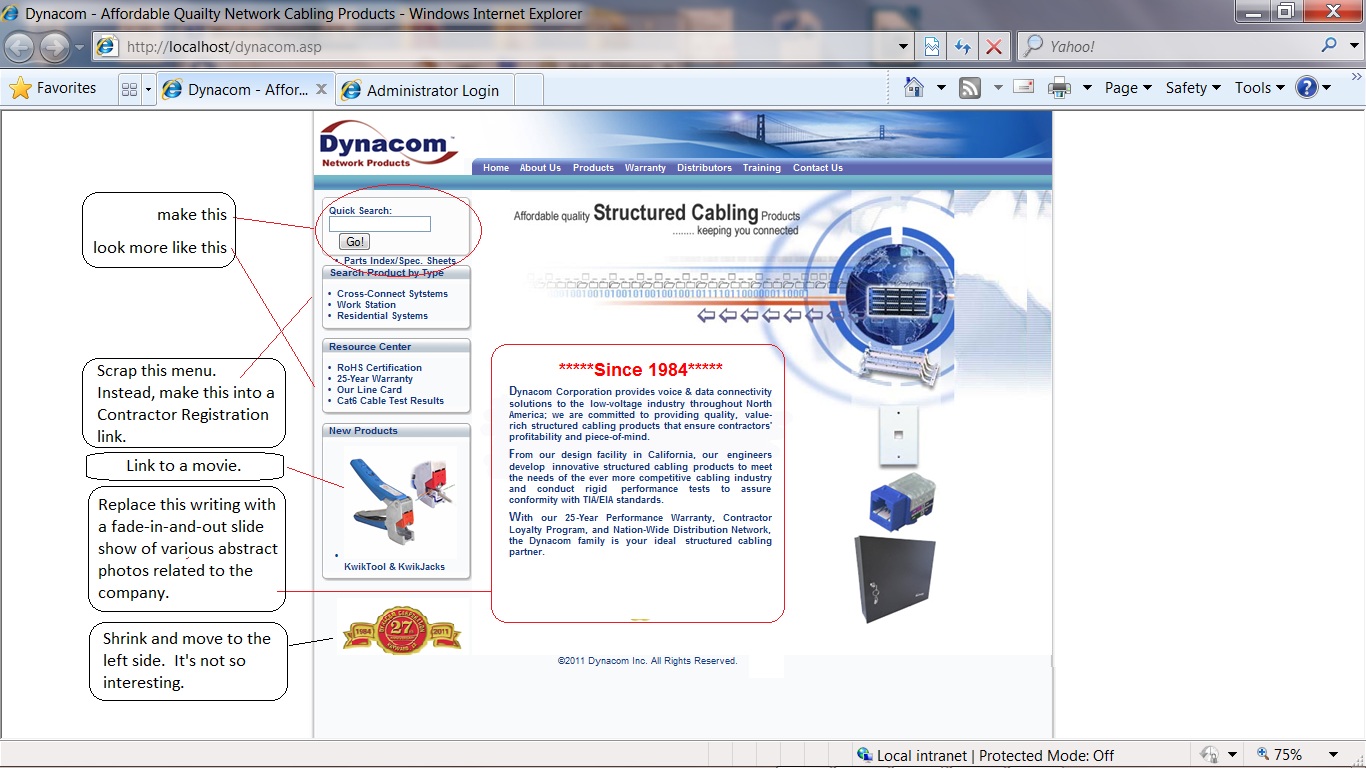 Dynacom - Affordable Quailty Network Cabling Products - Windows Internet Explorer
http://localhost/dynacom.asp
Yahoo!
Favorites
Dynacom - Affor...
Administrator Login
Page
Safety
Tools
Dynacom™
Network Products
Home About Us Products Warranty Distributors Training Contact Us
make this
look more like this
Quick Search:
Go!
• Parts Index/Spec. Sheets
Search Product by Type
• Cross-Connect Sytstems
• Work Station
• Residential Systems
Resource Center
• RoHS Certification
• 25-Year Warranty
• Our Line Card
• Cat6 Cable Test Results
New Products
•
KwikTool & KwikJacks
Affordable quality Structured Cabling Products
........ keeping you connected
Scrap this menu.
Instead, make this into a
Contractor Registration
link.
Link to a movie.
Replace this writing with
a fade-in-and-out slide
show of various abstract
photos related to the
company.
Shrink and move to the
left side. It's not so
interesting.
*****Since 1984*****
Dynacom Corporation provides voice & data connectivity
solutions to the low-voltage industry throughout North
America; we are committed to providing quality, value-
rich structured cabling products that ensure contractors'
profitability and piece-of-mind.
From our design facility in California, our engineers
develop innovative structured cabling products to meet
the needs of the ever more competitive cabling industry
and conduct rigid performance tests to assure
conformity with TIA/EIA standards.
With our 25-Year Performance Warranty, Contractor
Loyalty Program, and Nation-Wide Distribution Network,
the Dynacom family is your ideal structured cabling
partner.
1984 27th 2011
©2011 Dynacom Inc. All Rights Reserved.
Local intranet | Protected Mode: Off
75%